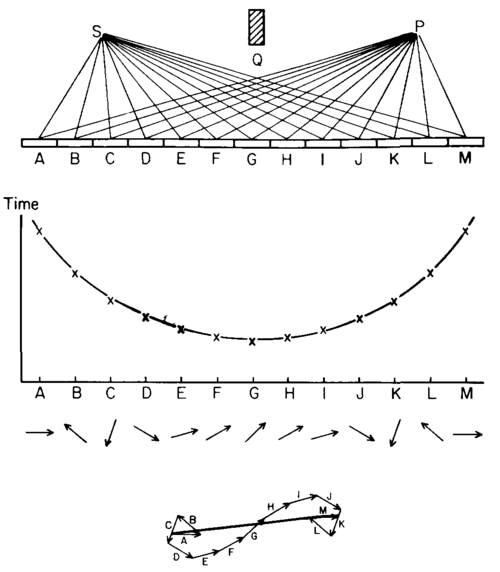 S P
Q
A B C D E F G H I J K L M
Time
A B C D E F G H I J K L M
H I J
C B M K
A L
D E F G